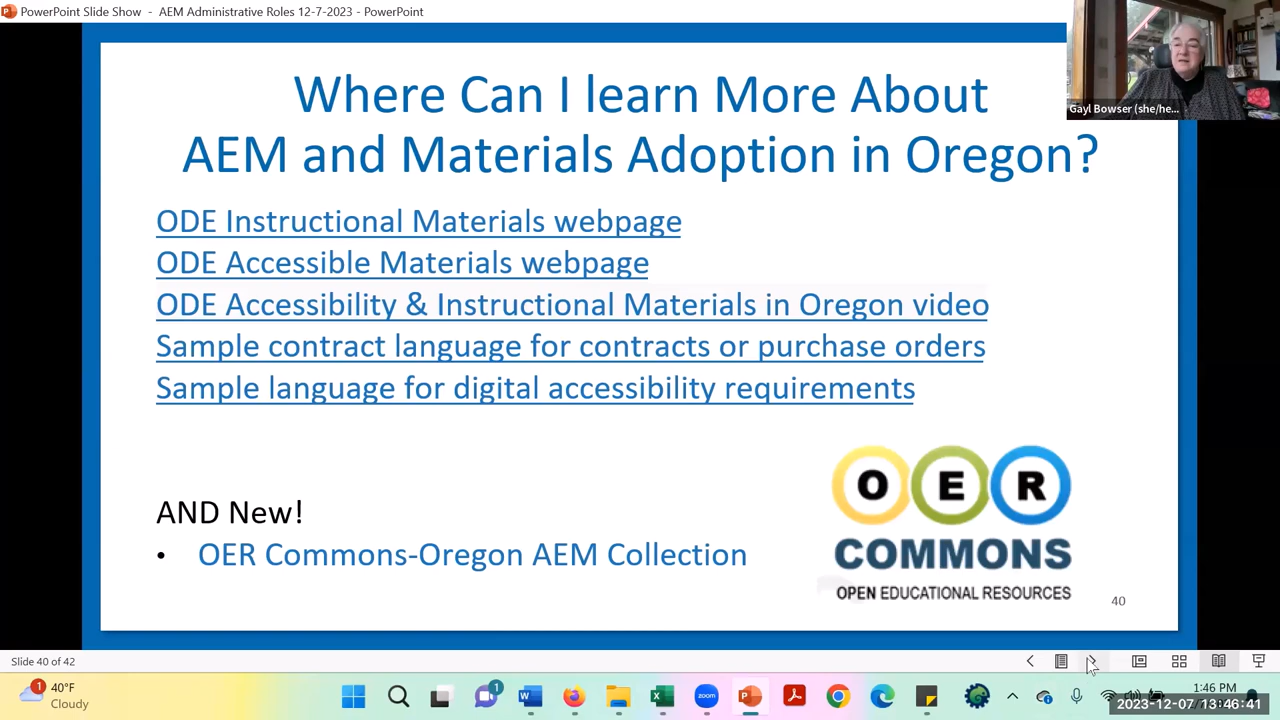 PowerPoint Slide Show - AEM Administrative Roles 12-7-2023 - PowerPoint
Gayl Bowser (she/he...
Where Can I learn More About
AEM and Materials Adoption in Oregon?
ODE Instructional Materials webpage
ODE Accessible Materials webpage
ODE Accessibility & Instructional Materials in Oregon video
Sample contract language for contracts or purchase orders
Sample language for digital accessibility requirements
AND New!
• OER Commons-Oregon AEM Collection
O E R
COMMONS
OPEN EDUCATIONAL RESOURCES
40
Slide 40 of 42
1
40°F
Cloudy
1
zoom
1:46 PM
2023-12-07 13:46:41